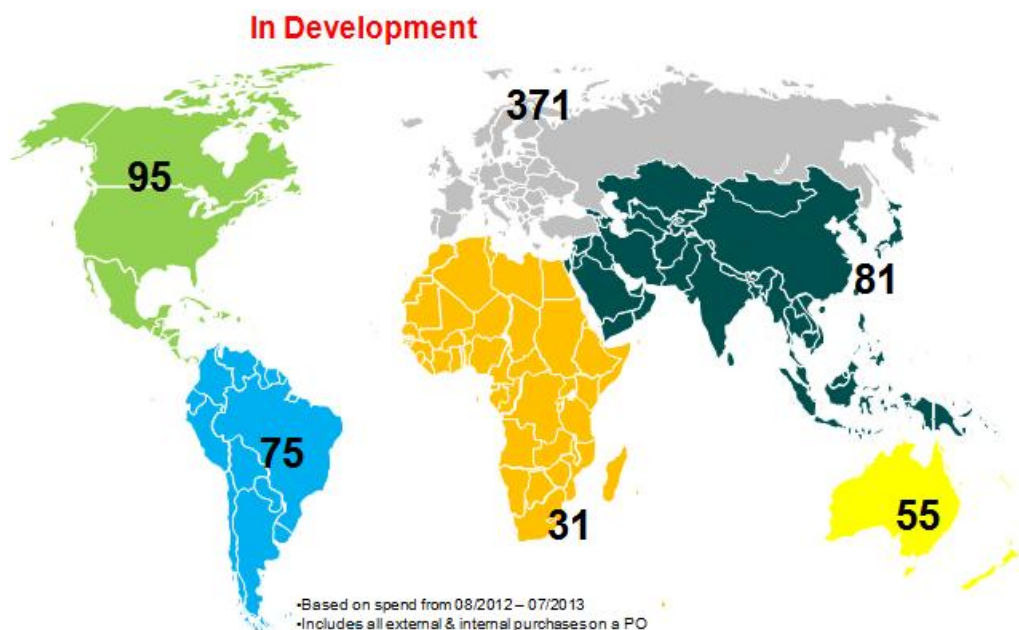 In Development
371
95
81
75
55
31
•Based on spend from 08/2012 – 07/2013
•Includes all external & internal purchases on a PO